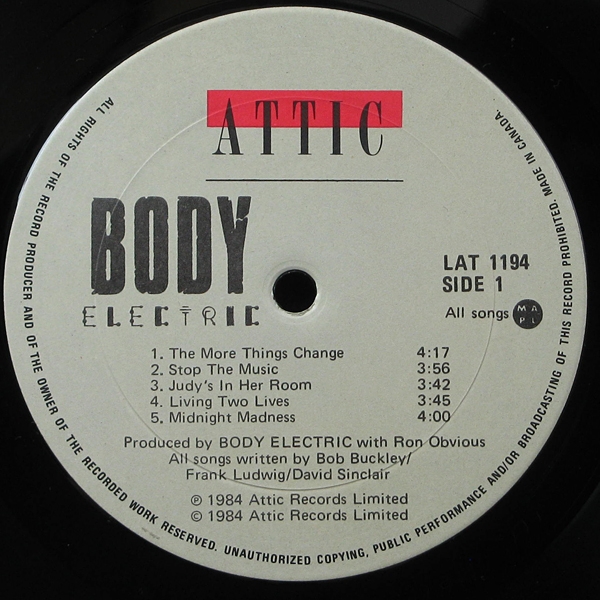 ATTIC
BODY
ELECTRIC
LAT 1194
SIDE 1
All songs MAPL
1. The More Things Change 4:17
2. Stop The Music 3:56
3. Judy's In Her Room 3:42
4. Living Two Lives 3:45
5. Midnight Madness 4:00
Produced by BODY ELECTRIC with Ron Obvious
All songs written by Bob Buckley/
Frank Ludwig/David Sinclair
℗ 1984 Attic Records Limited
© 1984 Attic Records Limited
ALL RIGHTS OF THE RECORD PRODUCER AND OF THE OWNER OF THE RECORDED WORK RESERVED. UNAUTHORIZED COPYING, PUBLIC PERFORMANCE AND/OR BROADCASTING OF THIS RECORD PROHIBITED. MADE IN CANADA.